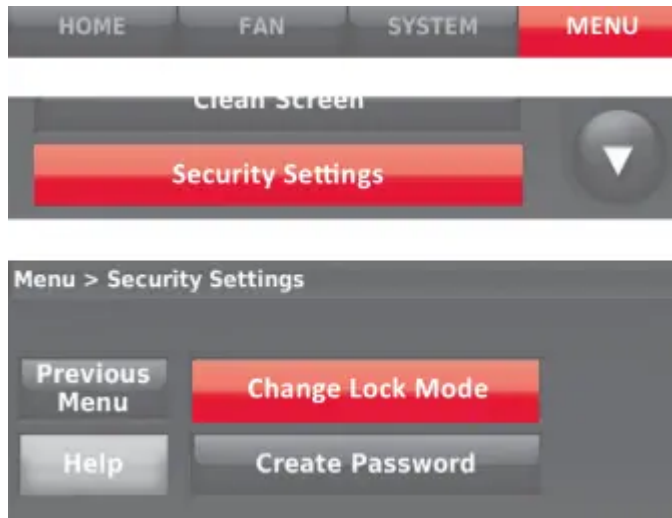 HOME FAN SYSTEM MENU
Clean Screen
Security Settings
Menu > Security Settings
Previous
Menu
Change Lock Mode
Help
Create Password